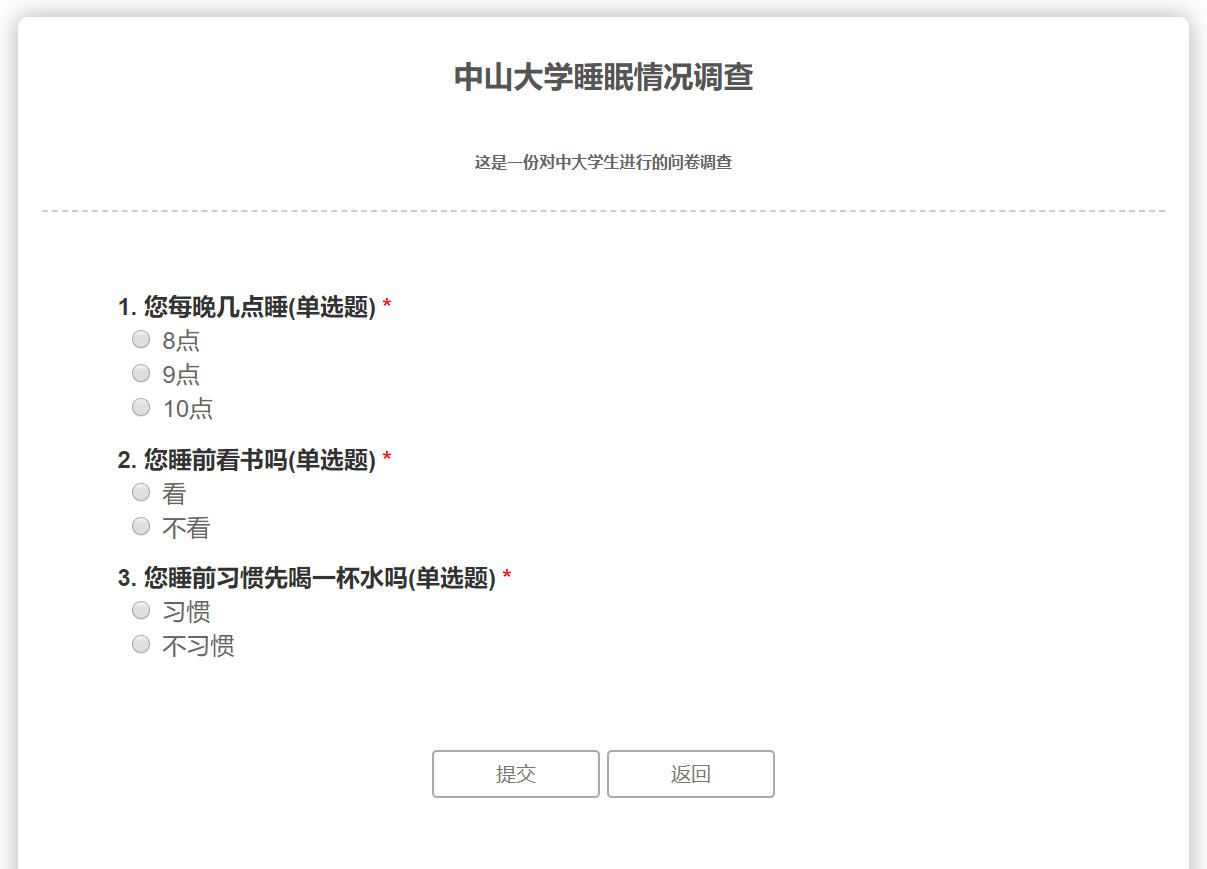 中山大学睡眠情况调查
这是一份对中大学生进行的问卷调查
1. 您每晚几点睡(单选题) *
8点
9点
10点
2. 您睡前看书吗(单选题) *
看
不看
3. 您睡前习惯先喝一杯水吗(单选题) *
习惯
不习惯
提交 返回